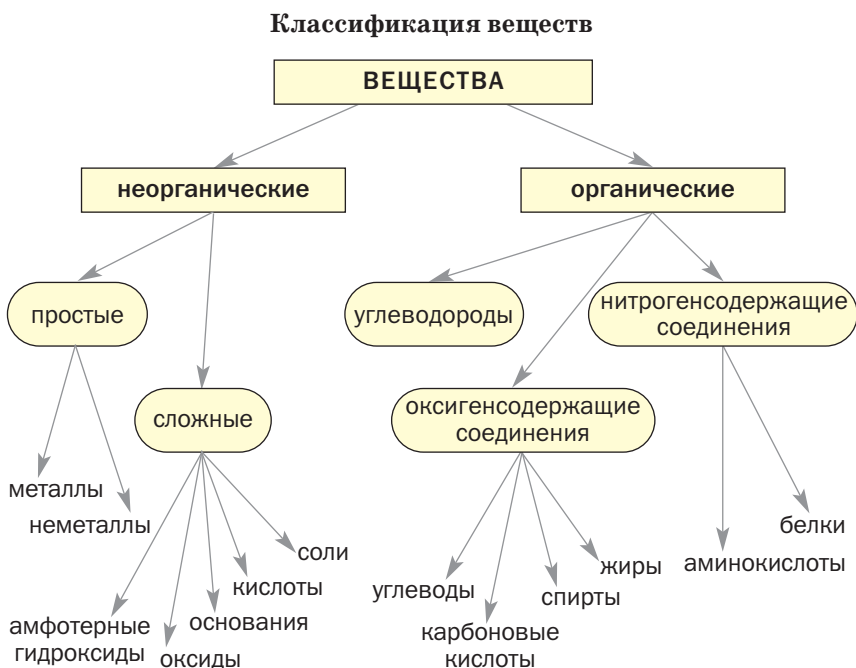 Классификация веществ
ВЕЩЕСТВА
неорганические
органические
простые
углеводороды
нитрогенсодержащие
соединения
сложные
оксигенсодержащие
соединения
металлы
неметаллы
соли
кислоты
основания
амфотерные
гидроксиды
оксиды
углеводы
карбоновые
кислоты
спирты
жиры
аминокислоты
белки